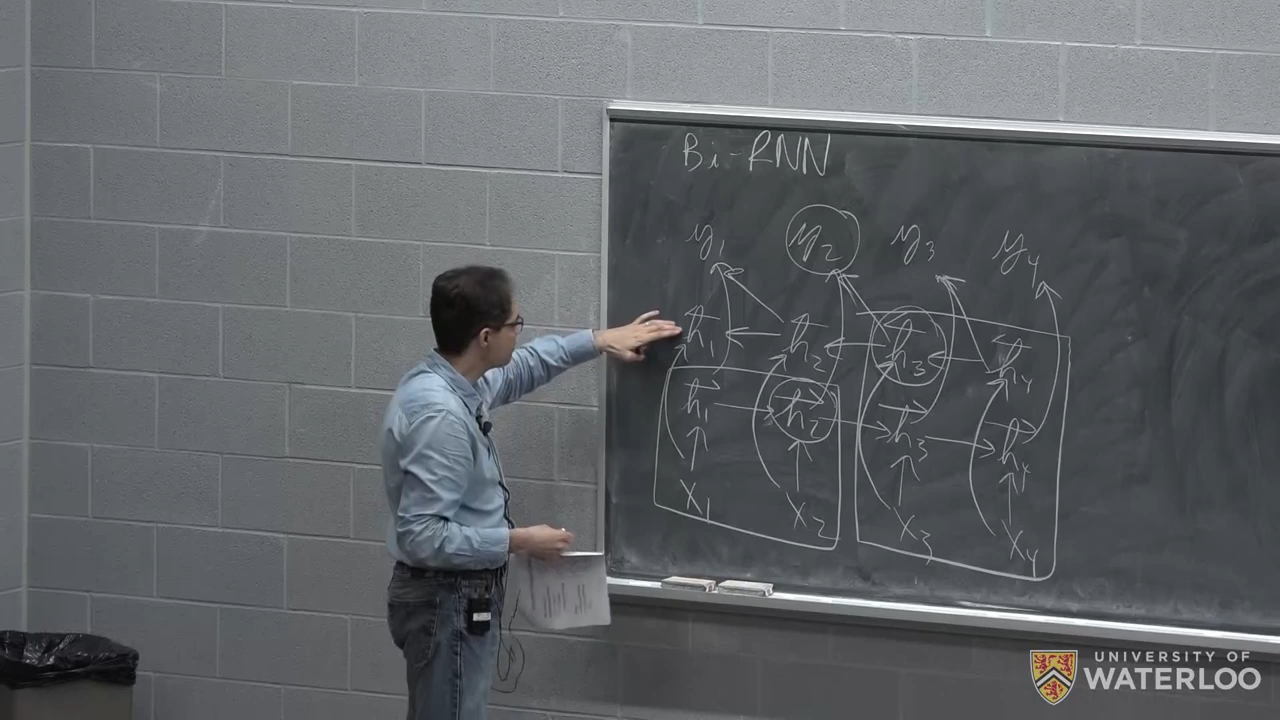 Bi-RNN
y₁ y₂ y₃ y₄
h₁ h₂ h₃ h₄
h₁ h₂ h₃ h₄
x₁ x₂ x₃ x₄
UNIVERSITY OF
WATERLOO